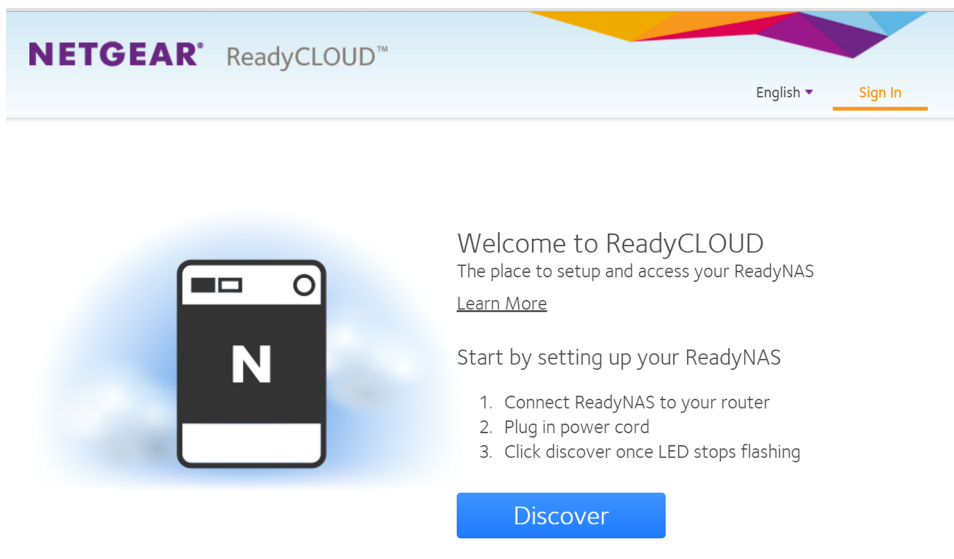 NETGEAR® ReadyCLOUD™
English Sign In
Welcome to ReadyCLOUD
The place to setup and access your ReadyNAS
Learn More
N
Start by setting up your ReadyNAS
1. Connect ReadyNAS to your router
2. Plug in power cord
3. Click discover once LED stops flashing
Discover